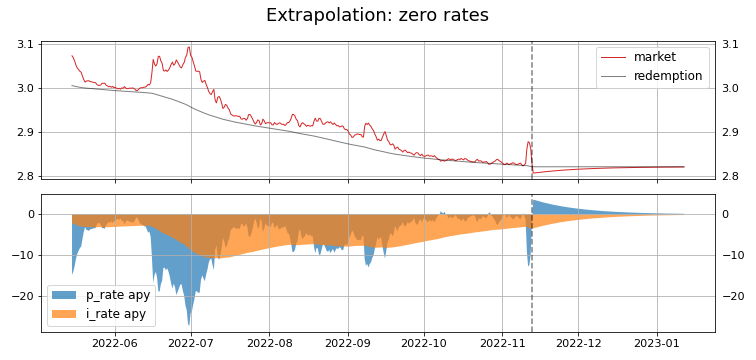 Extrapolation: zero rates
3.1
3.0
2.9
2.8
3.1
3.0
2.9
2.8
market
redemption
0
−10
−20
0
−10
−20
p_rate apy
i_rate apy
2022-06 2022-07 2022-08 2022-09 2022-10 2022-11 2022-12 2023-01